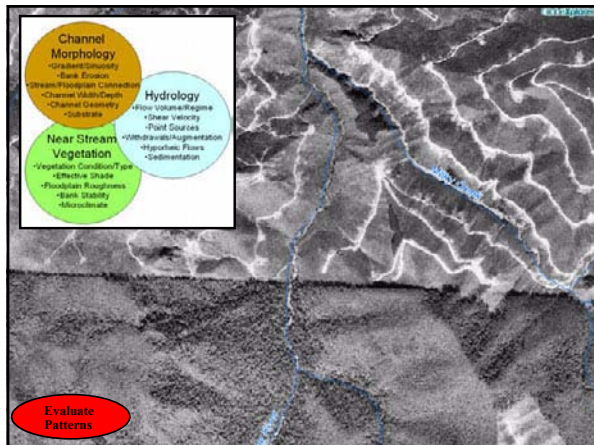 Channel
Morphology
•Gradient/Sinuosity
•Bank Erosion
•Stream/Floodplain Connection
•Channel Width/Depth
•Channel Geometry
•Substrate
Hydrology
•Flow Volume/Regime
•Shear Velocity
•Point Sources
•Withdrawals/Augmentation
•Hyporheic Flows
•Sedimentation
Near Stream
Vegetation
•Vegetation Condition/Type
•Effective Shade
•Floodplain Roughness
•Bank Stability
•Microclimate
Creek
Evaluate
Patterns